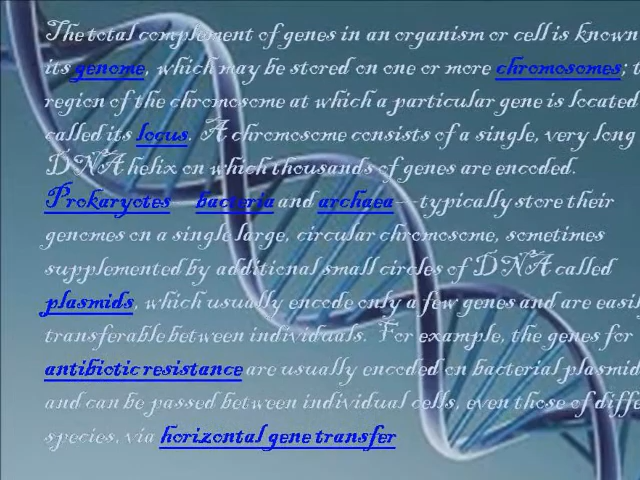 The total complement of genes in an organism or cell is known
its genome, which may be stored on one or more chromosomes; t
region of the chromosome at which a particular gene is located
called its locus. A chromosome consists of a single, very long
DNA helix on which thousands of genes are encoded.
Prokaryotes — bacteria and archaea — typically store their
genomes on a single large, circular chromosome, sometimes
supplemented by additional small circles of DNA called
plasmids, which usually encode only a few genes and are easil
transferable between individuals. For example, the genes for
antibiotic resistance are usually encoded on bacterial plasmid
and can be passed between individual cells, even those of diffe
species, via horizontal gene transfer